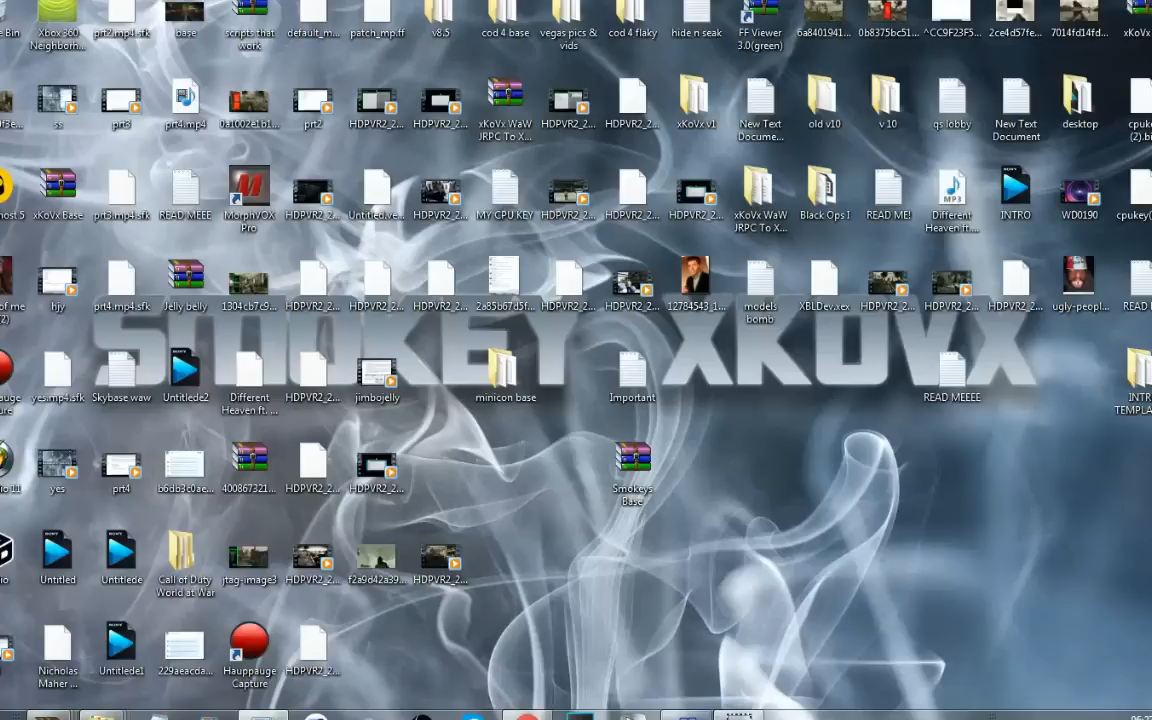 Xbox 360 prt2.mp4.sfk base scripts that default_m... patch_mp.ff v8.5 cod 4 base vegas pics & cod 4 flaky hide n seak FF Viewer 6a8401941... 0b8375bc51... ^CC9F23F5... 2ce4d57fe... 7014fd14fd...
Neighborh... work vids 3.0(green)
ss prt3 prt4.mp4 0a1002e1b1... prt2 HDPVR2_2... HDPVR2_2... xKoVx WaW HDPVR2_2... HDPVR2_2... xKoVx v1 New Text old v10 v 10 qs.lobby New Text desktop
JRPC To X... Docume... Document
xKoVx Base prt3.mp4.sfk READ MEEE MorphVOX HDPVR2_2... Untitled.ve... HDPVR2_2... MY CPU KEY HDPVR2_2... HDPVR2_2... HDPVR2_2... xKoVx WaW Black Ops I READ ME! Different INTRO WD0190
Pro JRPC To X... Heaven ft....
hjy prt4.mp4.sfk Jelly belly 1304cb7c9... HDPVR2_2... HDPVR2_2... HDPVR2_2... 2a85b67d5f... HDPVR2_2... HDPVR2_2... 12784543_1... models XBLDev.xex HDPVR2_2... HDPVR2_2... HDPVR2_2... ugly-peopl...
bomb
SMOKEY XKOVX
yes.mp4.sfk Skybase waw Untitlede2 Different HDPVR2_2... jimbojelly minicon base Important READ MEEEE
Heaven ft. ...
yes prt4 b6db3c0ae... 400867321... HDPVR2_2... HDPVR2_2... Smokeys
Base
Untitled Untitlede Call of Duty jtag-image3 HDPVR2_2... f2a9d42a39... HDPVR2_2...
World at War
Nicholas Untitlede1 229aeacda... Hauppauge HDPVR2_2...
Maher ... Capture